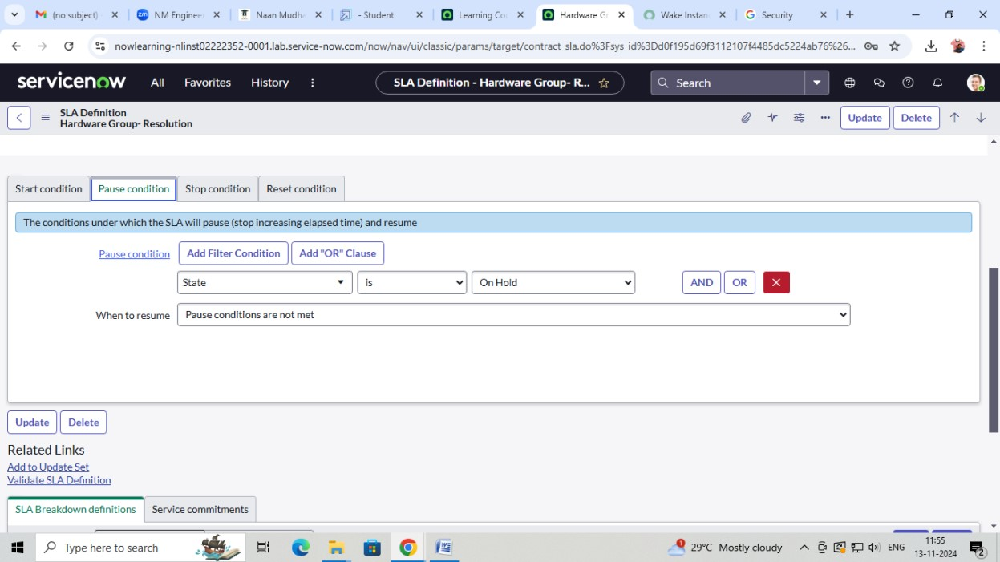 (no subject)
NM Enginee
Naan Mudha
- Student
Learning Co
Hardware G
Wake Instan
Security
nowlearning-nlinst02222352-0001.lab.service-now.com/now/nav/ui/classic/params/target/contract_sla.do%3Fsys_id%3Dd0f195d69f3112107f4485dc5224ab76%26...
servicenow
All
Favorites
History
SLA Definition - Hardware Group- R...
Search
SLA Definition
Hardware Group- Resolution
Update
Delete
Start condition
Pause condition
Stop condition
Reset condition
The conditions under which the SLA will pause (stop increasing elapsed time) and resume
Pause condition
Add Filter Condition
Add "OR" Clause
State
is
On Hold
AND
OR
When to resume
Pause conditions are not met
Update
Delete
Related Links
Add to Update Set
Validate SLA Definition
SLA Breakdown definitions
Service commitments
Type here to search
29°C Mostly cloudy
ENG
11:55
13-11-2024
2